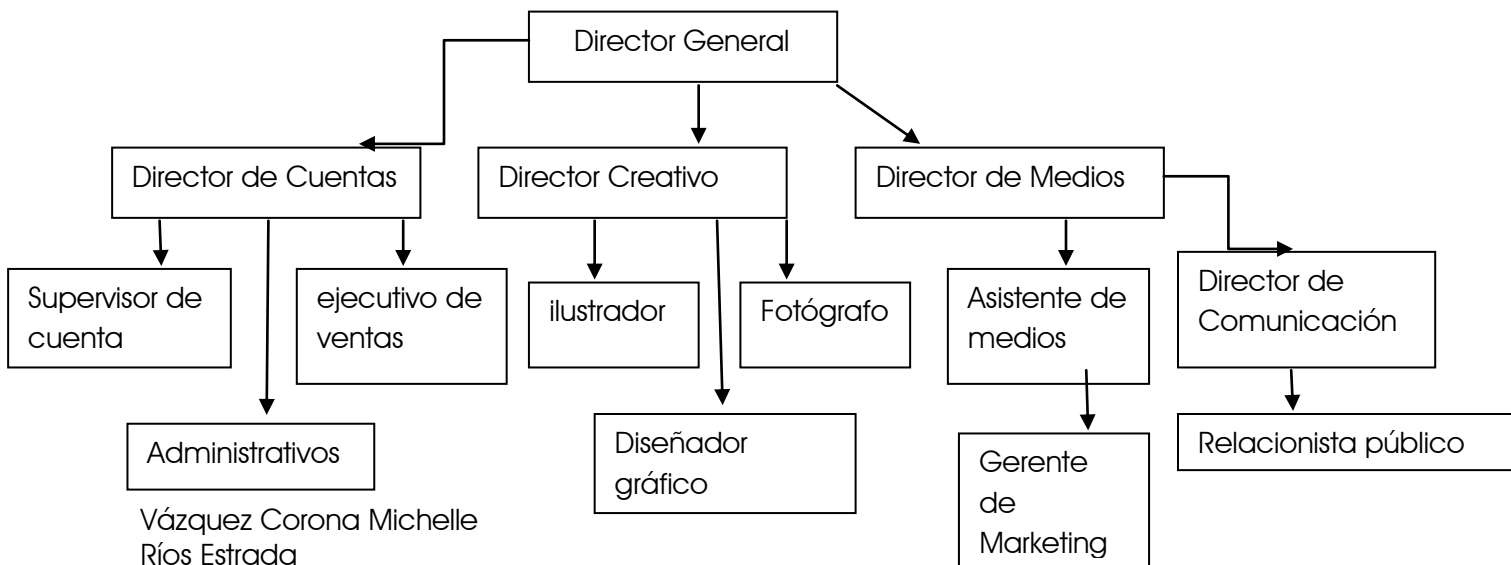 Director General
Director de Cuentas
Director Creativo
Director de Medios
Supervisor de
cuenta
ejecutivo de
ventas
ilustrador
Fotógrafo
Asistente de
medios
Director de
Comunicación
Administrativos
Diseñador
gráfico
Gerente
de
Marketing
Relacionista público
Vázquez Corona Michelle
Ríos Estrada